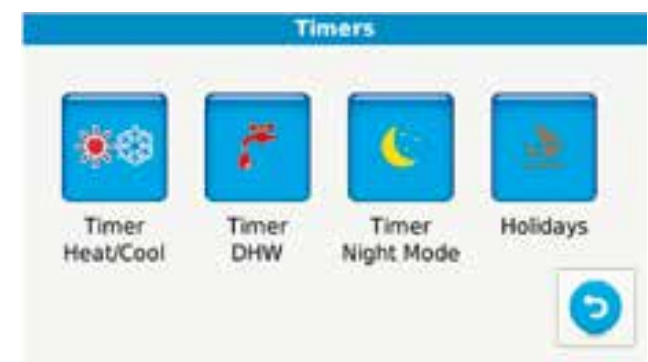 Timers
Timer
Heat/Cool
Timer
DHW
Timer
Night Mode
Holidays